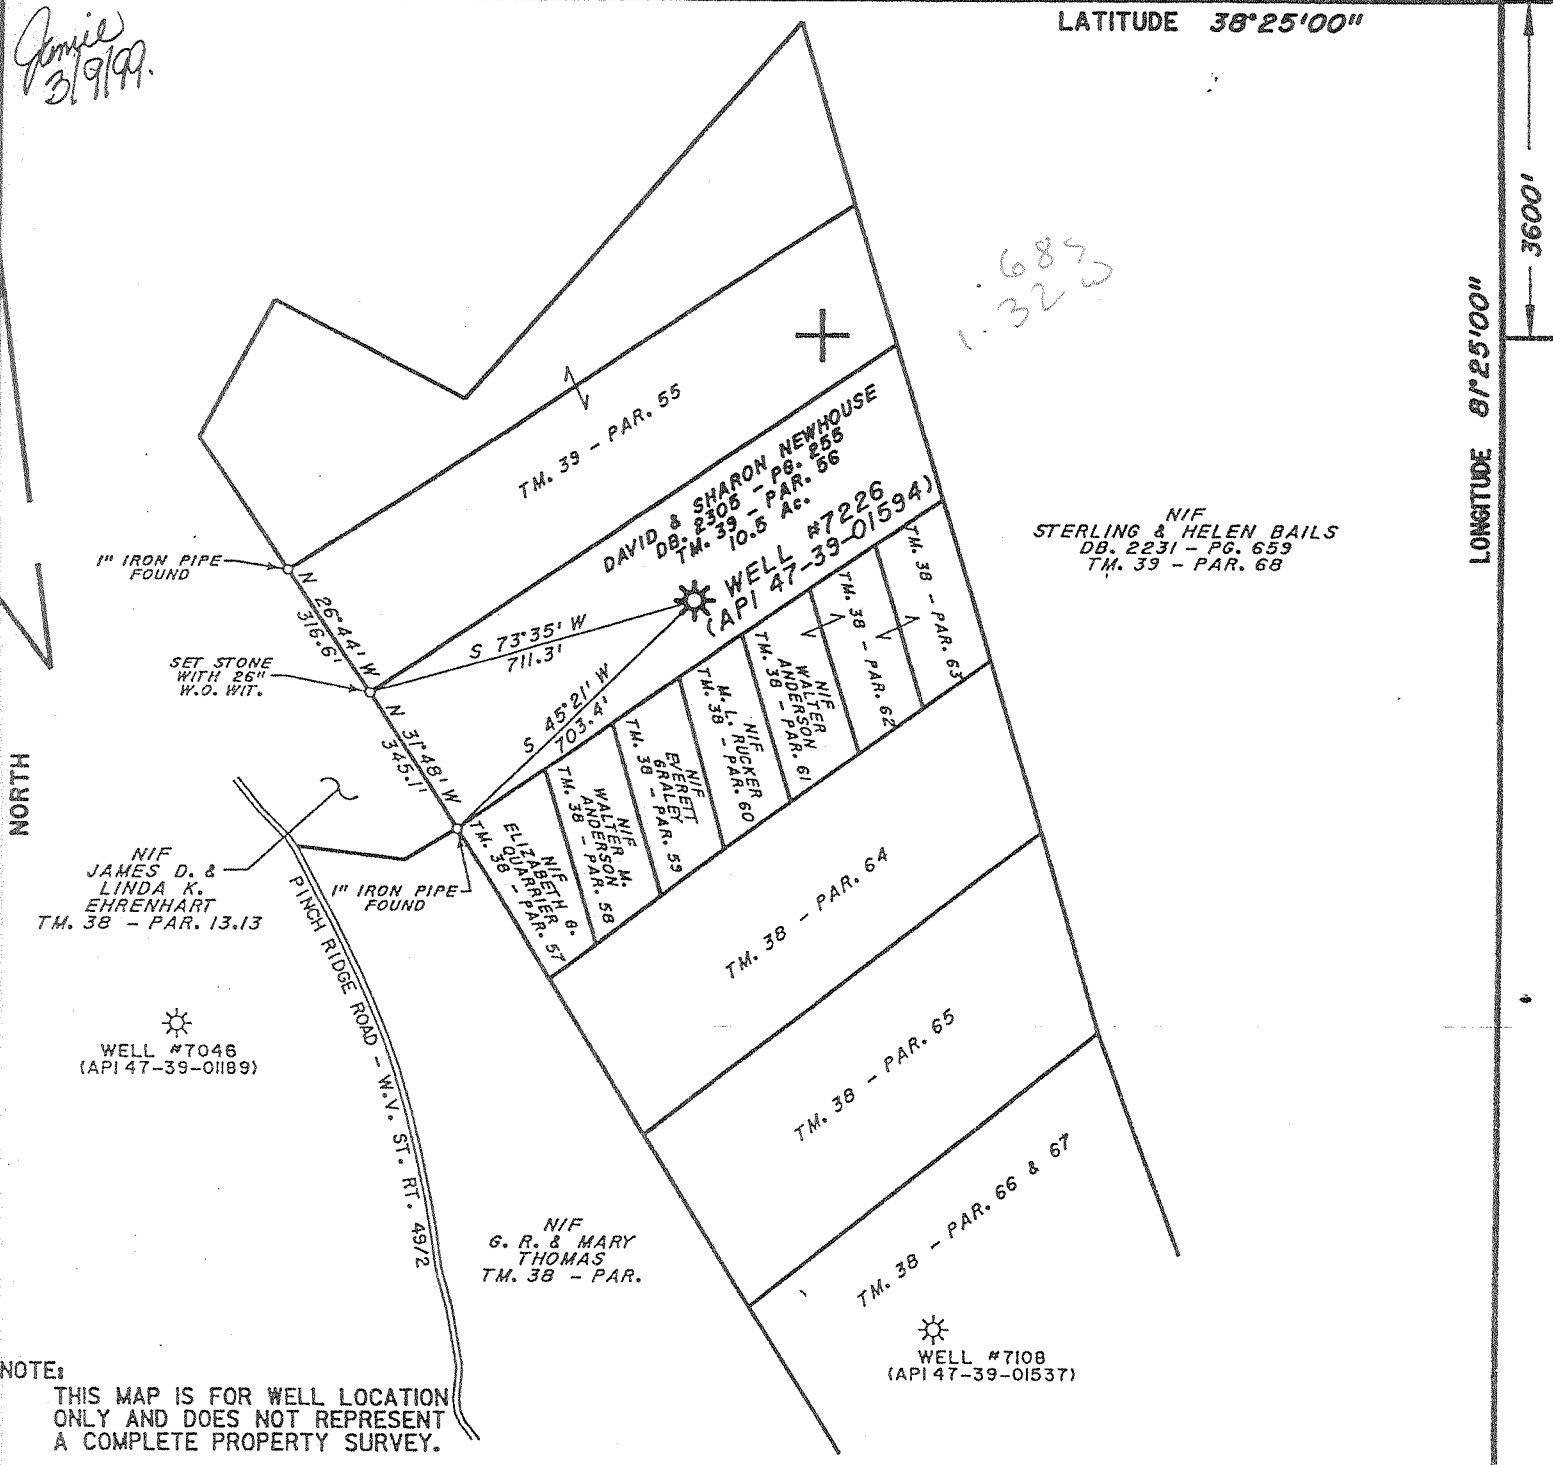 Jamie
3/9/99.
LATITUDE 38°25'00"
3600'
LONGITUDE 81°25'00"
.68 S
1.32 W
TM. 39 - PAR. 55
DAVID & SHARON NEWHOUSE
DB. 2305 - PG. 255
TM. 39 - PAR. 56
10.5 Ac.
WELL #7226
(API 47-39-01594)
N/F
STERLING & HELEN BAILS
DB. 2231 - PG. 659
TM. 39 - PAR. 68
1" IRON PIPE
FOUND
N 26°44' W
316.6'
SET STONE
WITH 26"
W.O. WIT.
S 73°35' W
711.3'
S 45°21' W
703.4'
N 31°48' W
345.1'
TM. 38 - PAR. 63
TM. 38 - PAR. 62
N/F
WALTER
ANDERSON
TM. 38 - PAR. 61
N/F
M. L. RUCKER
TM. 38 - PAR. 60
N/F
EVERETT
GRALEY
TM. 38 - PAR. 59
N/F
WALTER M.
ANDERSON
TM. 38 - PAR. 58
N/F
ELIZABETH G.
QUARRIER
TM. 38 - PAR. 57
NORTH
N/F
JAMES D. &
LINDA K.
EHRENHART
TM. 38 - PAR. 13.13
1" IRON PIPE
FOUND
PINCH RIDGE ROAD - W.V. ST. RT. 49/2
TM. 38 - PAR. 64
WELL #7046
(API 47-39-01189)
TM. 38 - PAR. 65
TM. 38 - PAR. 66 & 67
N/F
G. R. & MARY
THOMAS
TM. 38 - PAR.
WELL #7108
(API 47-39-01537)
NOTE:
THIS MAP IS FOR WELL LOCATION
ONLY AND DOES NOT REPRESENT
A COMPLETE PROPERTY SURVEY.